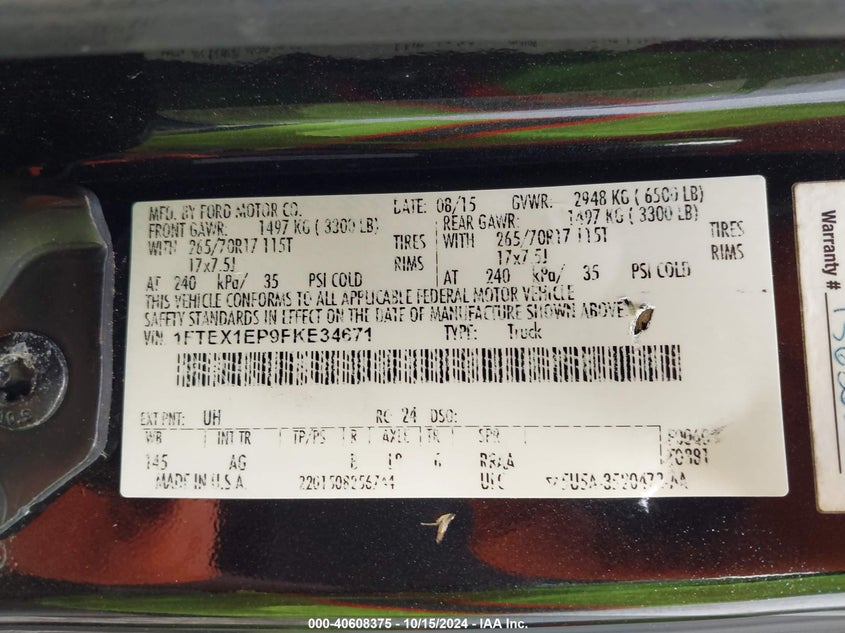 MFD. BY FORD MOTOR CO. DATE: 08/15 GVWR: 2948 KG ( 6500 LB)
FRONT GAWR: 1497 KG ( 3300 LB) REAR GAWR: 1497 KG ( 3300 LB)
WITH 265/70R17 115T TIRES WITH 265/70R17 115T TIRES
17x7.5J RIMS 17x7.5J RIMS
AT 240 kPa/ 35 PSI COLD AT 240 kPa/ 35 PSI COLD
THIS VEHICLE CONFORMS TO ALL APPLICABLE FEDERAL MOTOR VEHICLE
SAFETY STANDARDS IN EFFECT ON THE DATE OF MANUFACTURE SHOWN ABOVE.
VIN: 1FTEX1EP9FKE34671 TYPE: Truck
EXT PNT: UH RC: 24 DSO:
WB INT TR TP/PS R AXLE TR SPR
145 AG 6
MADE IN U.S.A. UFC
Warranty #
000-40608375 - 10/15/2024 - IAA Inc.